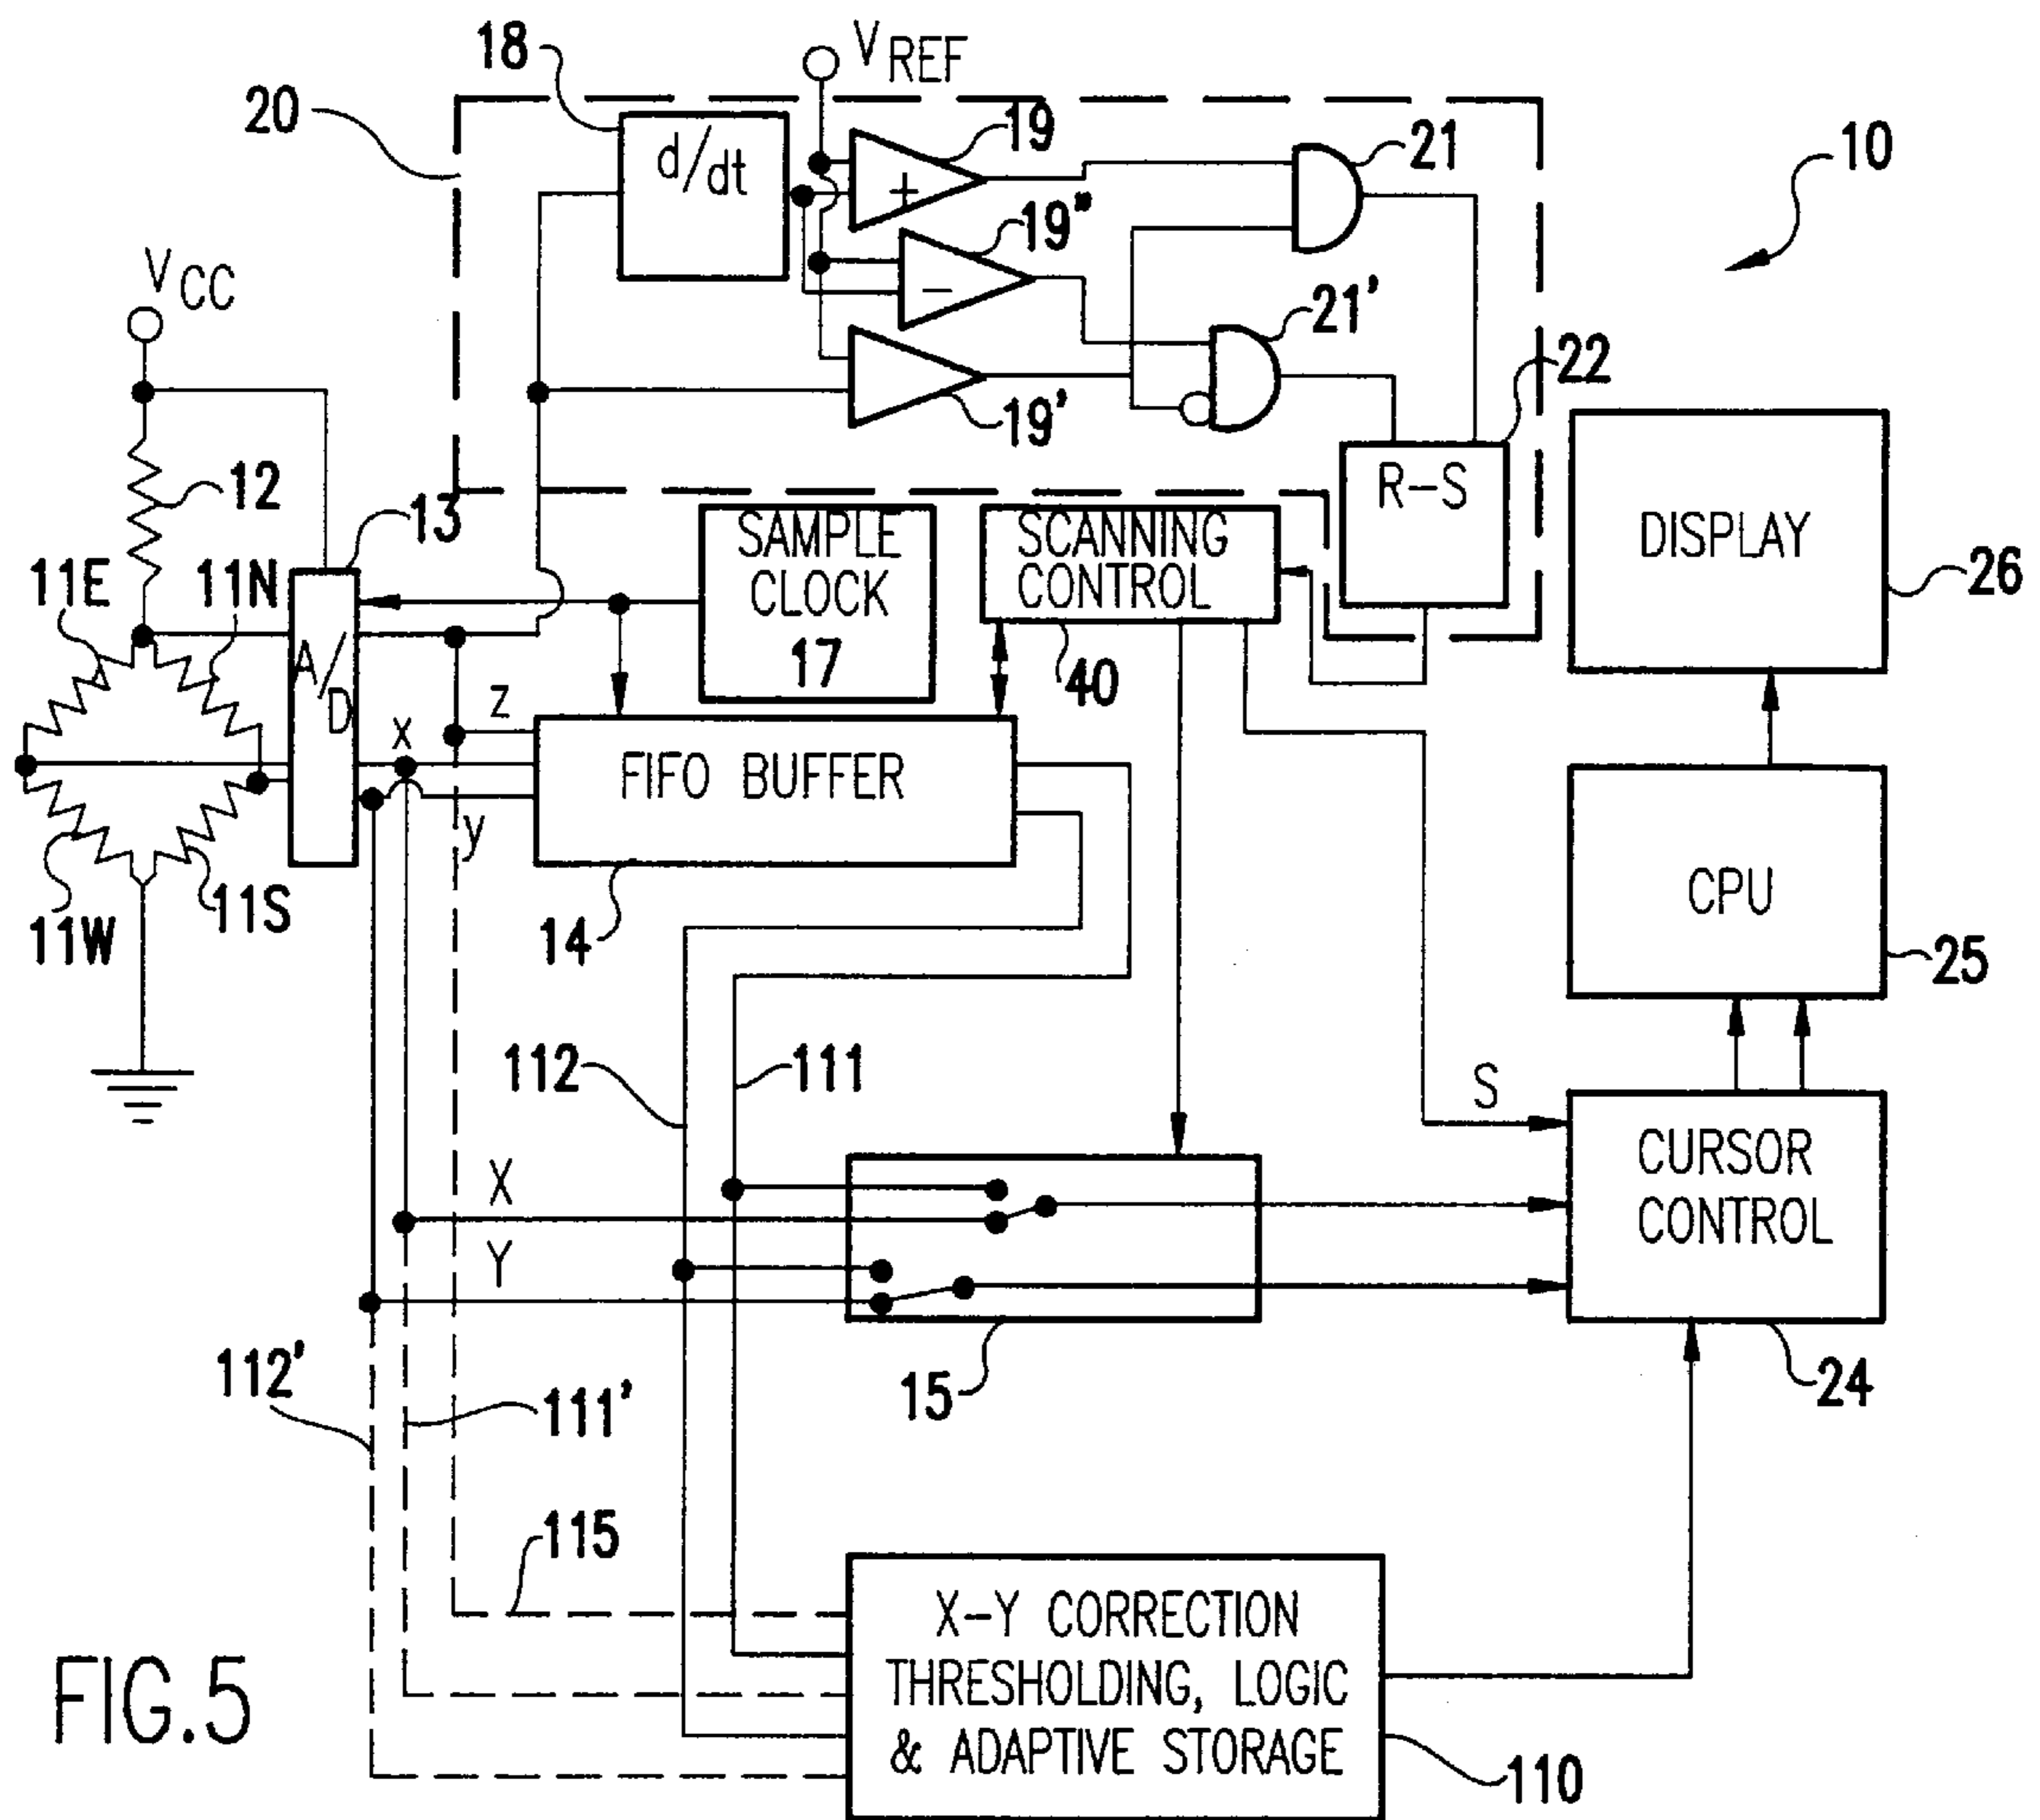 18
V REF
20
d/dt
19
21
10
+
19"
V CC
-
21'
22
19'
12
13
R-S
SAMPLE
CLOCK
17
SCANNING
CONTROL
DISPLAY
11E
11N
26
A/D
40
z
x
FIFO BUFFER
y
CPU
11W
11S
14
25
112
111
S
X
CURSOR
CONTROL
Y
112'
111'
15
24
115
X-Y CORRECTION
THRESHOLDING, LOGIC
& ADAPTIVE STORAGE
FIG.5
110